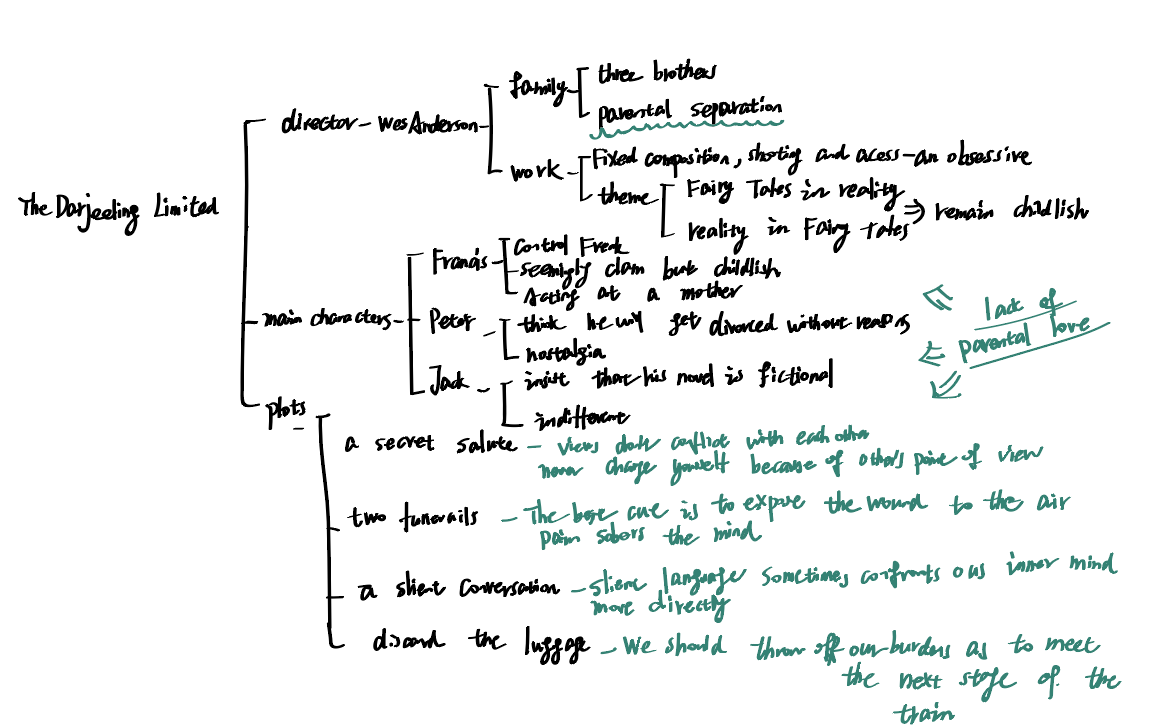 The Darjeeling Limited
director - Wes Anderson
family
three brothers
parental separation
work
Fixed composition, shooting and acess - an obsessive
theme
Fairy Tales in reality
reality in Fairy tales
⇒ remain childish
main characters
Francis
Control Freak
seemingly clam but childlish
Acting at a mother
Peter
think he will get divorced without reasons
nostalgia
Jack
insist that his novel is fictional
indifferent
lack of
parental love
plots
a secret salute - views don't conflict with each other
never change yourself because of others point of view
two funerails - The best cure is to expose the wound to the air
pain sobers the mind
a slient conversation - slienc language sometimes confronts our inner mind
more directly
discard the luggage - We should throw off our burdens as to meet
the next stage of the
train